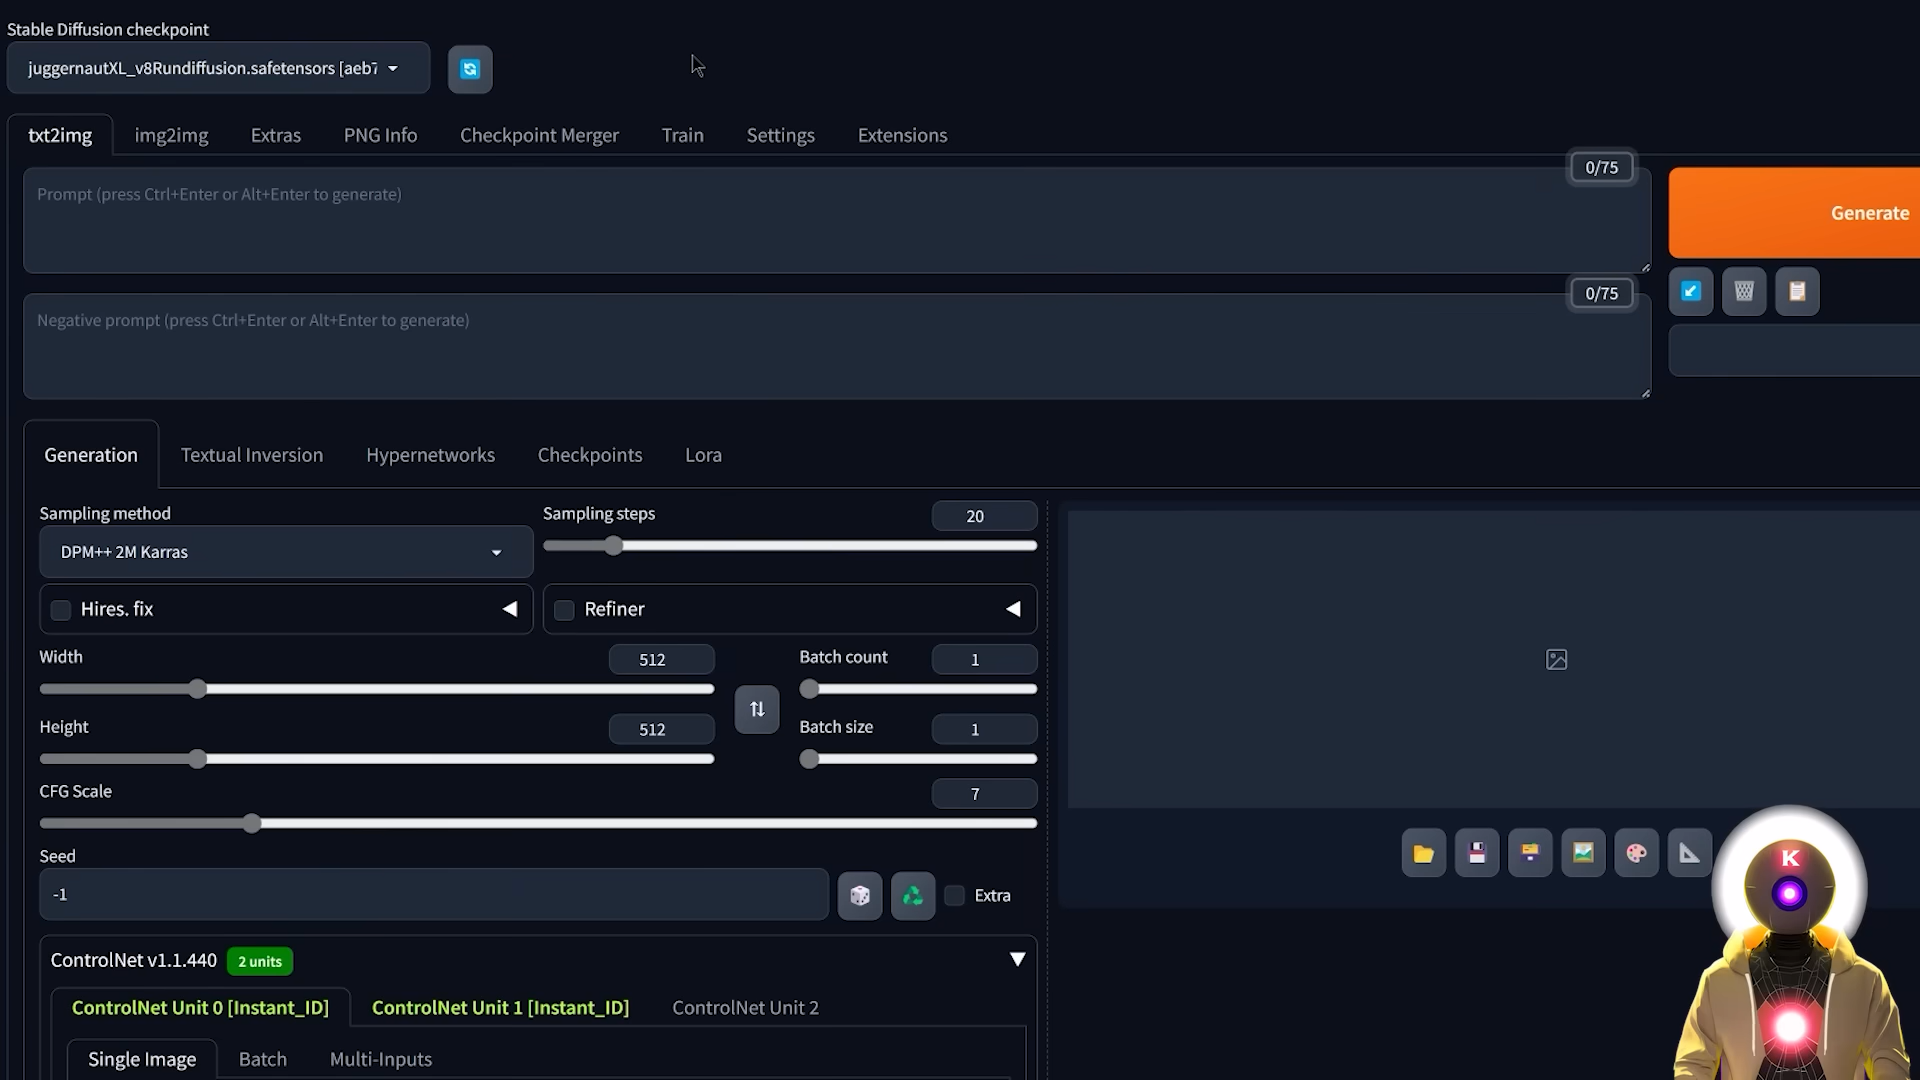 Stable Diffusion checkpoint
juggernautXL_v8Rundiffusion.safetensors [aeb7
txt2img img2img Extras PNG Info Checkpoint Merger Train Settings Extensions
0/75
Prompt (press Ctrl+Enter or Alt+Enter to generate)
Generate
0/75
Negative prompt (press Ctrl+Enter or Alt+Enter to generate)
Generation Textual Inversion Hypernetworks Checkpoints Lora
Sampling method
DPM++ 2M Karras
Sampling steps 20
Hires. fix
Refiner
Width 512
Batch count 1
Height 512
Batch size 1
CFG Scale 7
Seed
-1
Extra
ControlNet v1.1.440 2 units
ControlNet Unit 0 [Instant_ID] ControlNet Unit 1 [Instant_ID] ControlNet Unit 2
Single Image Batch Multi-Inputs
K